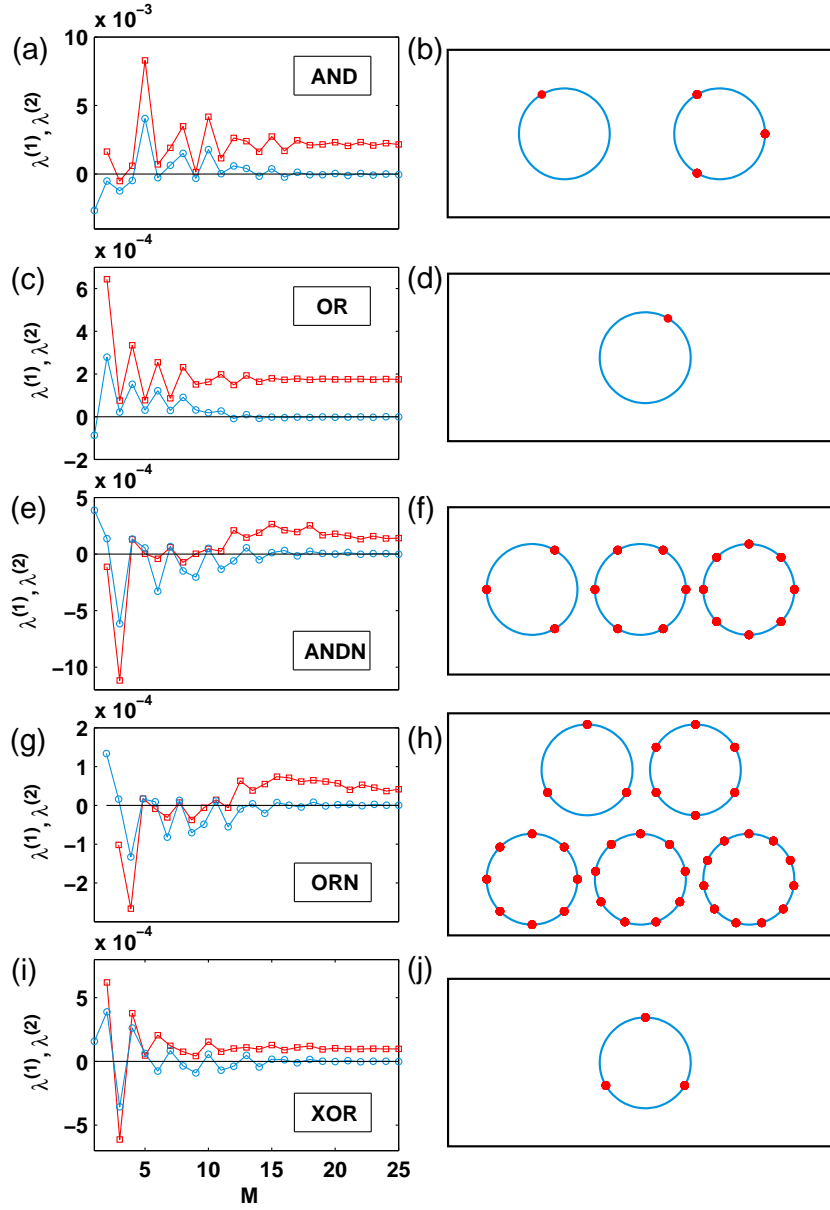 x 10⁻³
(a)
(b)
10
5
0
λ⁽¹⁾, λ⁽²⁾
AND
x 10⁻⁴
(c)
(d)
6
4
2
0
−2
λ⁽¹⁾, λ⁽²⁾
OR
x 10⁻⁴
(e)
(f)
5
0
−5
−10
λ⁽¹⁾, λ⁽²⁾
ANDN
x 10⁻⁴
(g)
(h)
2
1
0
−1
−2
λ⁽¹⁾, λ⁽²⁾
ORN
x 10⁻⁴
(i)
(j)
5
0
−5
λ⁽¹⁾, λ⁽²⁾
XOR
5 10 15 20 25
M